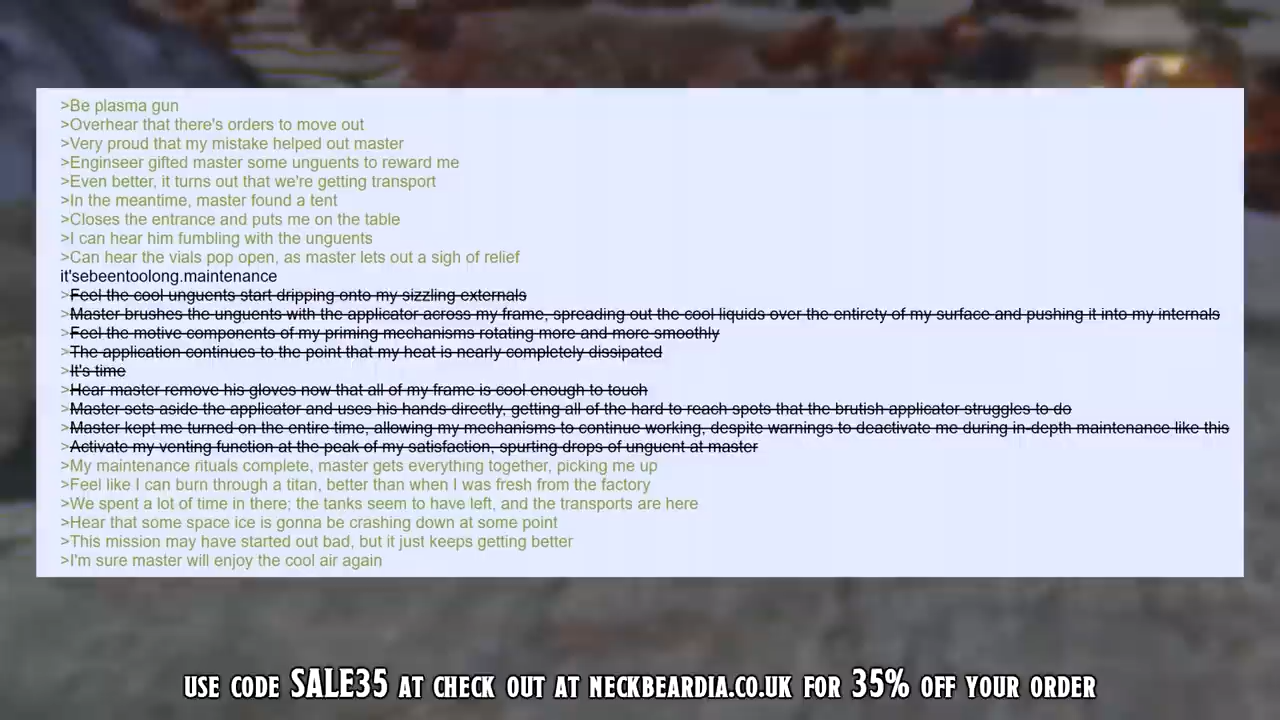 >Be plasma gun
>Overhear that there's orders to move out
>Very proud that my mistake helped out master
>Enginseer gifted master some unguents to reward me
>Even better, it turns out that we're getting transport
>In the meantime, master found a tent
>Closes the entrance and puts me on the table
>I can hear him fumbling with the unguents
>Can hear the vials pop open, as master lets out a sigh of relief
it'sebeentoolong.maintenance
>Feel the cool unguents start dripping onto my sizzling externals
>Master brushes the unguents with the applicator across my frame, spreading out the cool liquids over the entirety of my surface and pushing it into my internals
>Feel the motive components of my priming mechanisms rotating more and more smoothly
>The application continues to the point that my heat is nearly completely dissipated
>It's time
>Hear master remove his gloves now that all of my frame is cool enough to touch
>Master sets aside the applicator and uses his hands directly, getting all of the hard to reach spots that the brutish applicator struggles to do
>Master kept me turned on the entire time, allowing my mechanisms to continue working, despite warnings to deactivate me during in-depth maintenance like this
>Activate my venting function at the peak of my satisfaction, spurting drops of unguent at master
>My maintenance rituals complete, master gets everything together, picking me up
>Feel like I can burn through a titan, better than when I was fresh from the factory
>We spent a lot of time in there; the tanks seem to have left, and the transports are here
>Hear that some space ice is gonna be crashing down at some point
>This mission may have started out bad, but it just keeps getting better
>I'm sure master will enjoy the cool air again
USE CODE SALE35 AT CHECK OUT AT NECKBEARDIA.CO.UK FOR 35% OFF YOUR ORDER